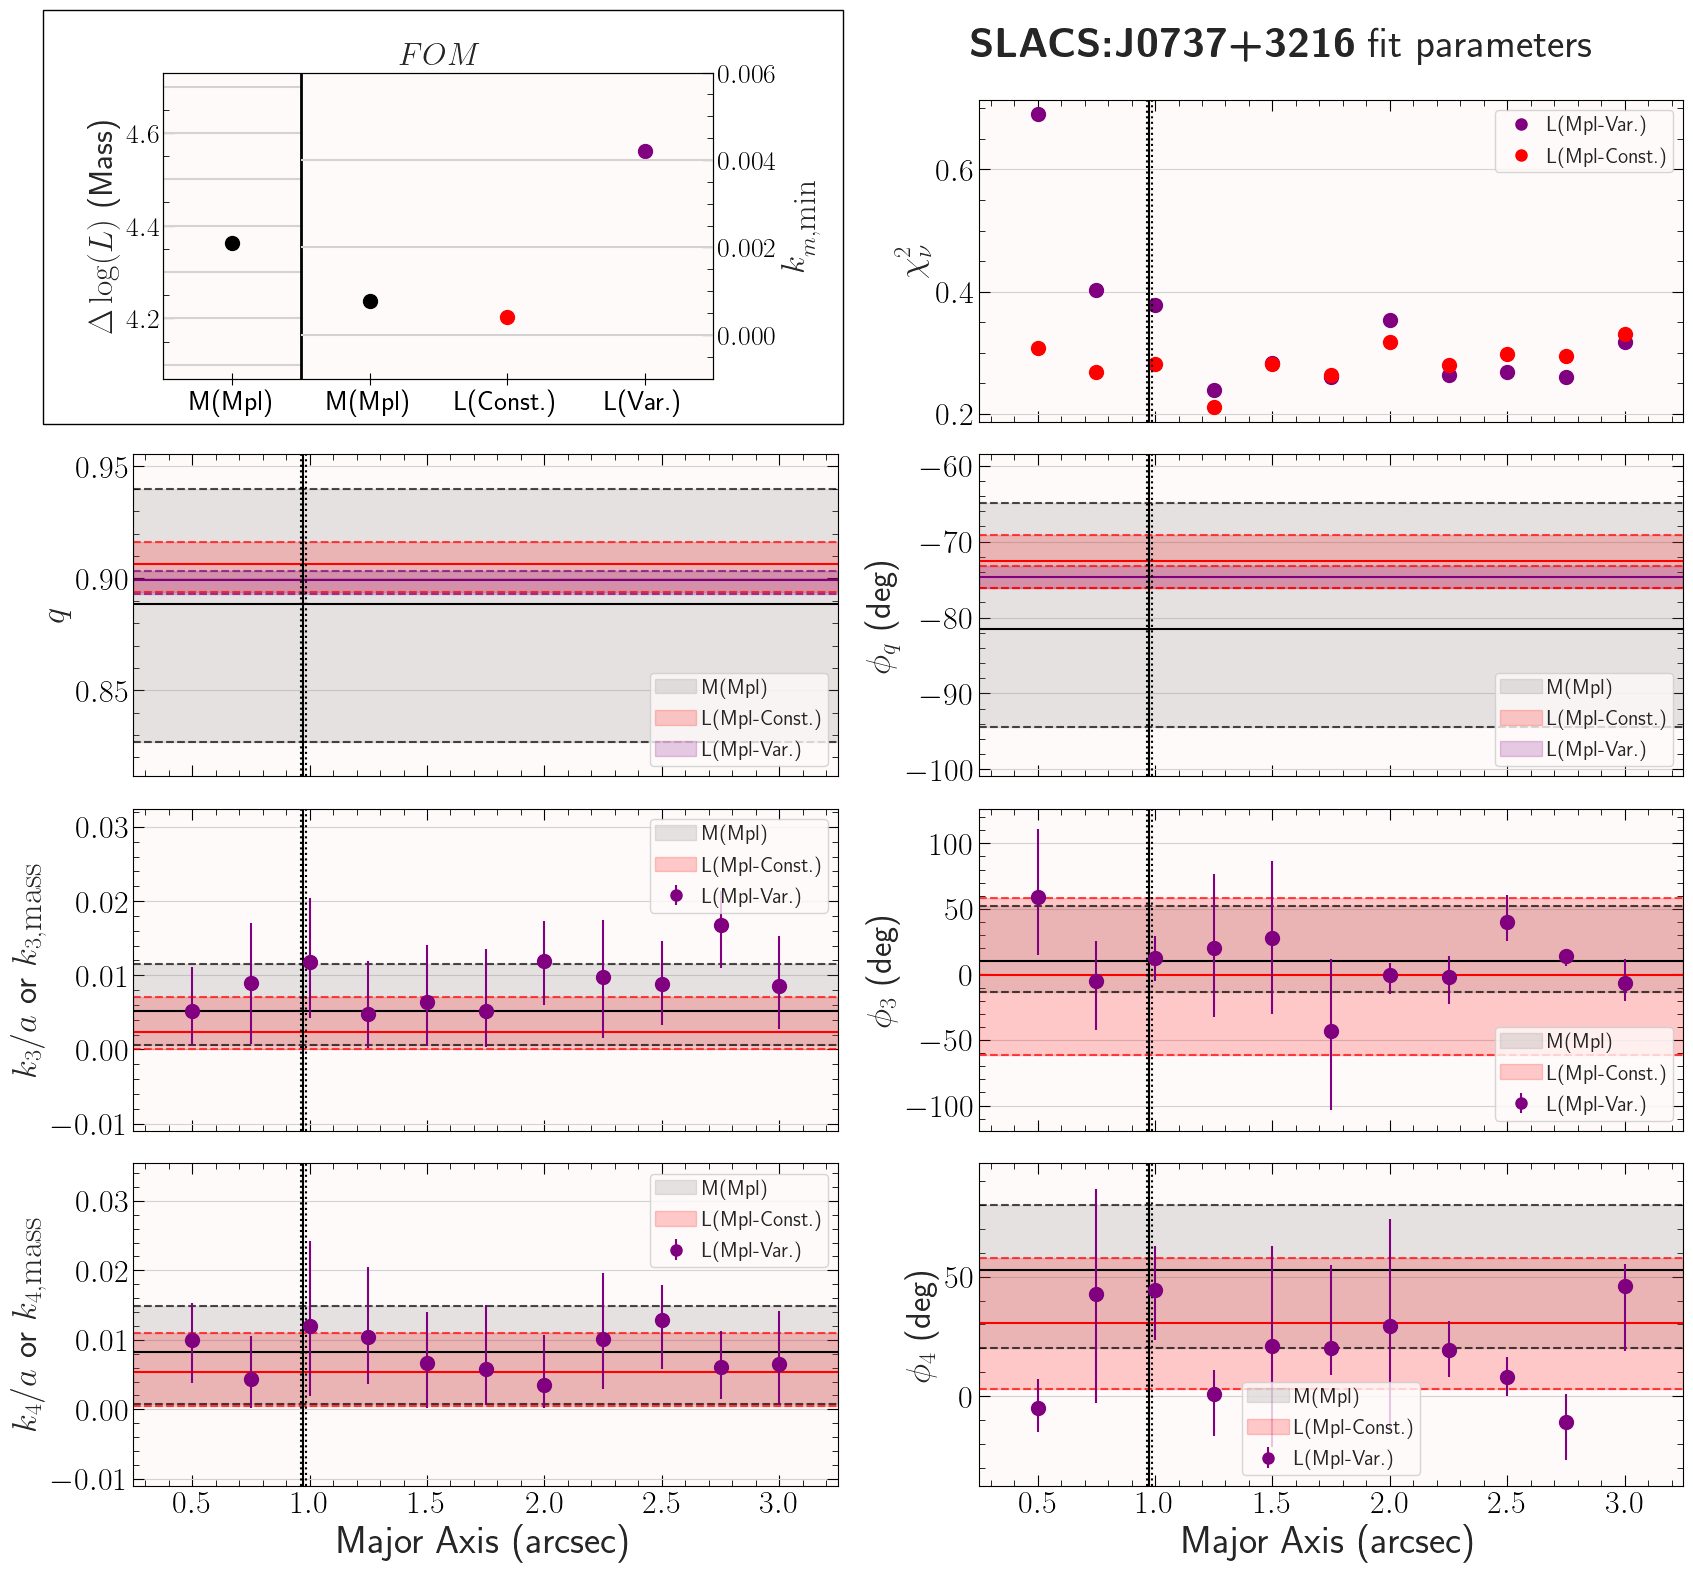 FOM
SLACS:J0737+3216 fit parameters
Δ log(L) (Mass)
4.6
4.4
4.2
0.006
0.004
0.002
0.000
k_{m,min}
M(Mpl) M(Mpl) L(Const.) L(Var.)
χ²_ν
0.6
0.4
0.2
L(Mpl-Var.)
L(Mpl-Const.)
q
0.95
0.90
0.85
M(Mpl)
L(Mpl-Const.)
L(Mpl-Var.)
ϕ_q (deg)
−60
−70
−80
−90
−100
M(Mpl)
L(Mpl-Const.)
L(Mpl-Var.)
k_3/a or k_{3,mass}
0.03
0.02
0.01
0.00
−0.01
M(Mpl)
L(Mpl-Const.)
L(Mpl-Var.)
ϕ_3 (deg)
100
50
0
−50
−100
M(Mpl)
L(Mpl-Const.)
L(Mpl-Var.)
k_4/a or k_{4,mass}
0.03
0.02
0.01
0.00
−0.01
M(Mpl)
L(Mpl-Const.)
L(Mpl-Var.)
0.5 1.0 1.5 2.0 2.5 3.0
Major Axis (arcsec)
ϕ_4 (deg)
50
0
M(Mpl)
L(Mpl-Const.)
L(Mpl-Var.)
0.5 1.0 1.5 2.0 2.5 3.0
Major Axis (arcsec)